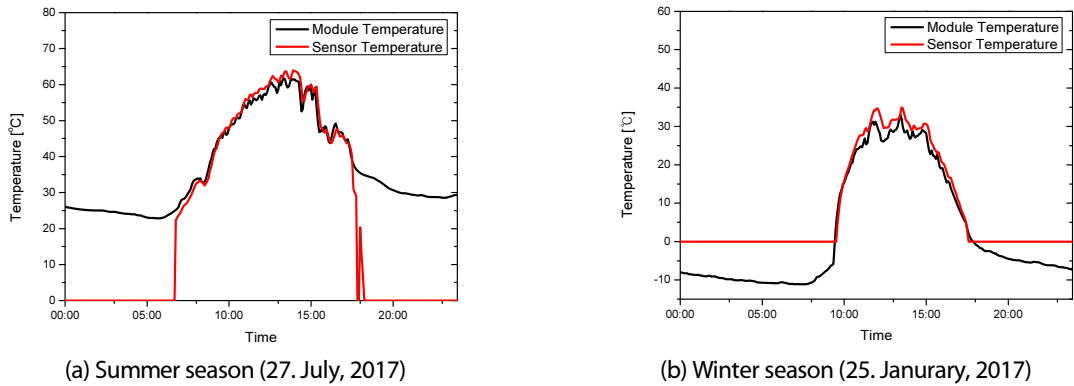 80
70
60
50
40
30
20
10
0
Temperature [°C]
Module Temperature
Sensor Temperature
00:00 05:00 10:00 15:00 20:00
Time
(a) Summer season (27. July, 2017)
60
50
40
30
20
10
0
-10
Temperature [℃]
Module Temperature
Sensor Temperature
00:00 05:00 10:00 15:00 20:00
Time
(b) Winter season (25. Janurary, 2017)